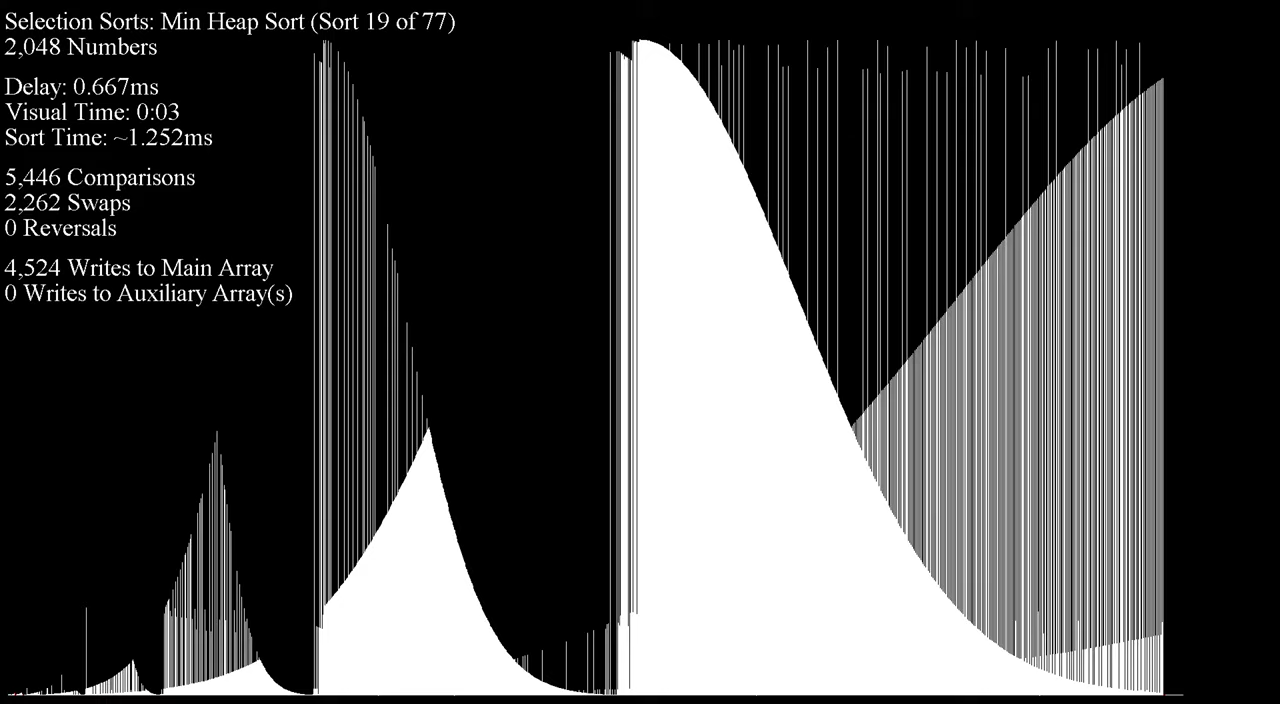 Selection Sorts: Min Heap Sort (Sort 19 of 77)
2,048 Numbers
Delay: 0.667ms
Visual Time: 0:03
Sort Time: ~1.252ms
5,446 Comparisons
2,262 Swaps
0 Reversals
4,524 Writes to Main Array
0 Writes to Auxiliary Array(s)